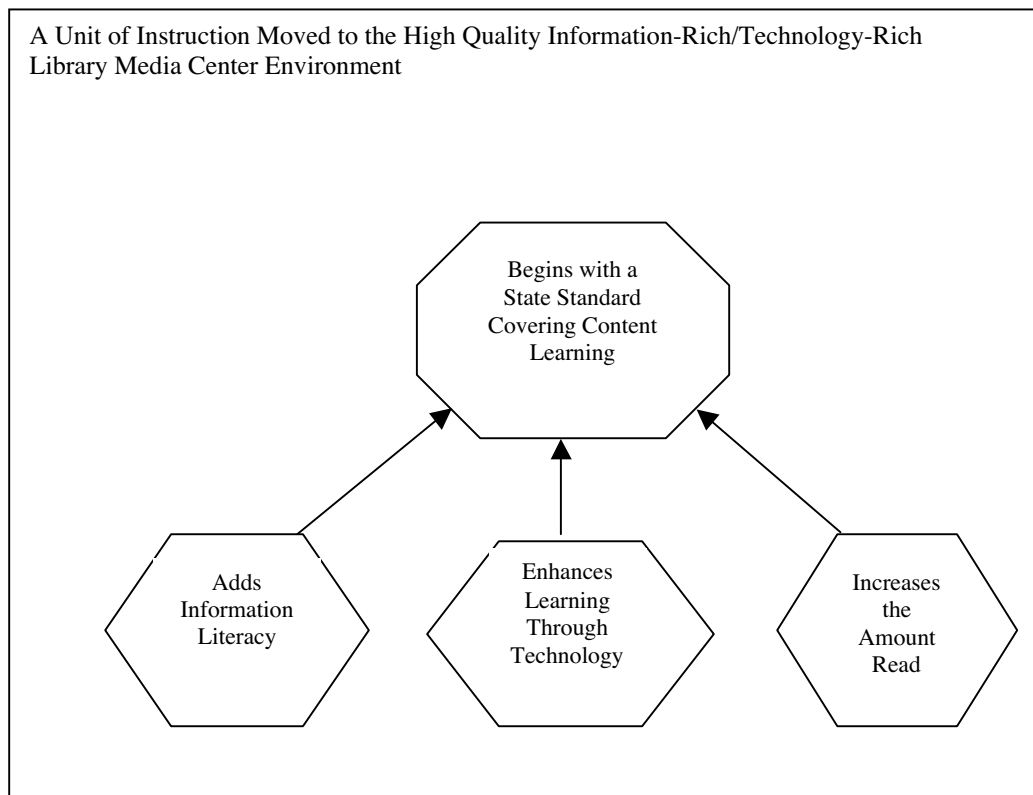 A Unit of Instruction Moved to the High Quality Information-Rich/Technology-Rich
Library Media Center Environment
Begins with a
State Standard
Covering Content
Learning
Adds
Information
Literacy
Enhances
Learning
Through
Technology
Increases
the
Amount
Read